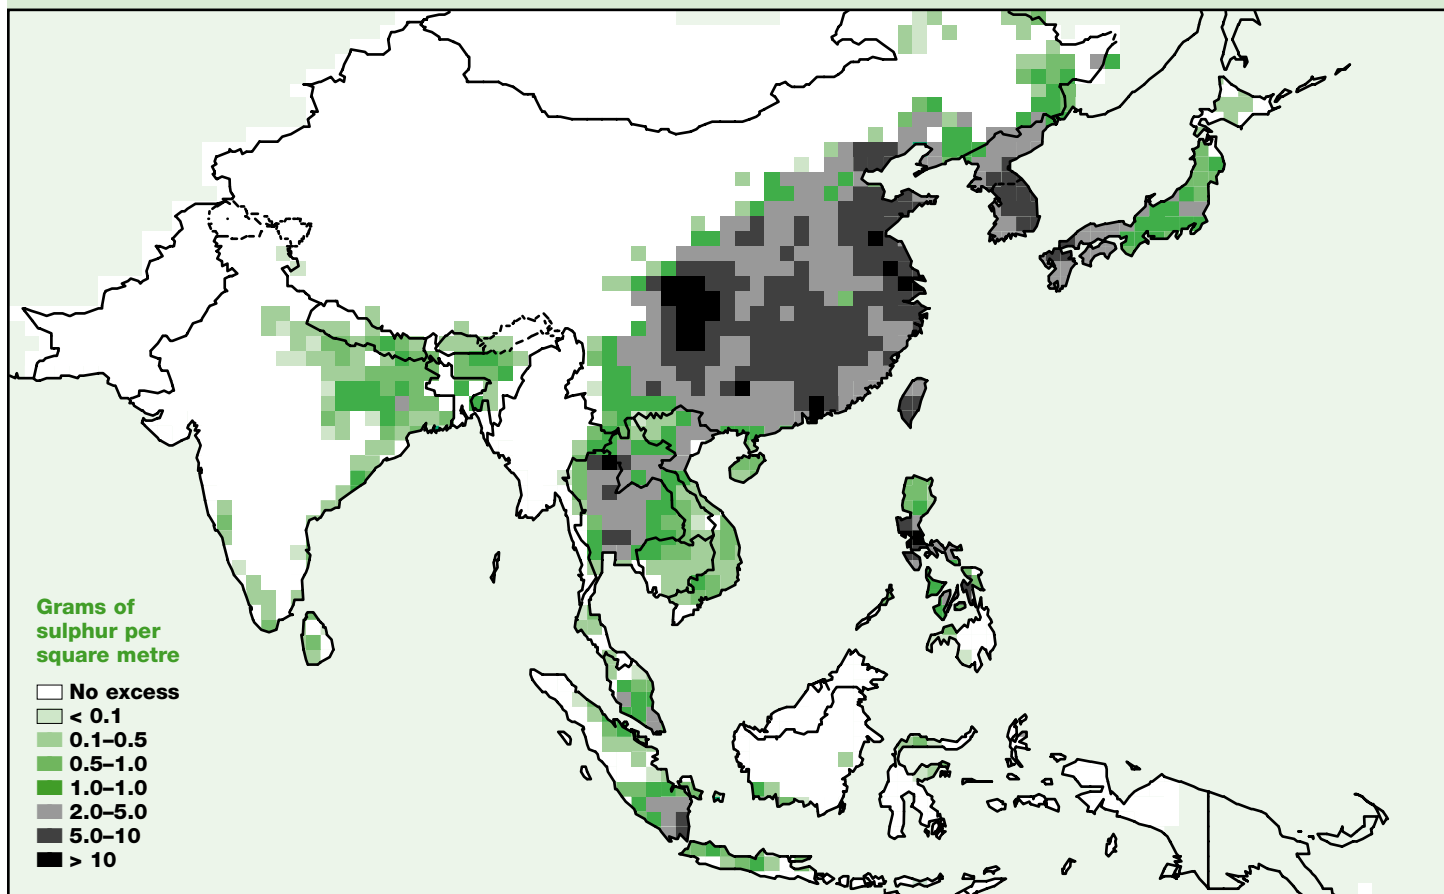 Grams of
sulphur per
square metre
No excess
< 0.1
0.1–0.5
0.5–1.0
1.0–1.0
2.0–5.0
5.0–10
> 10